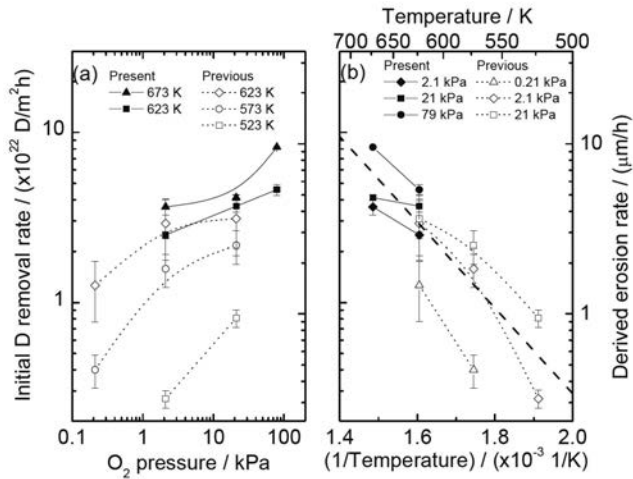 Temperature / K
700 650 600 550 500
(a) Present Previous
673 K 623 K
623 K 573 K
523 K
(b) Present Previous
2.1 kPa 0.21 kPa
21 kPa 2.1 kPa
79 kPa 21 kPa
Initial D removal rate / (x10²² D/m²h)
10
1
Derived erosion rate / (μm/h)
10
1
0.1 1 10 100
O₂ pressure / kPa
1.4 1.6 1.8 2.0
(1/Temperature) / (x10⁻³ 1/K)